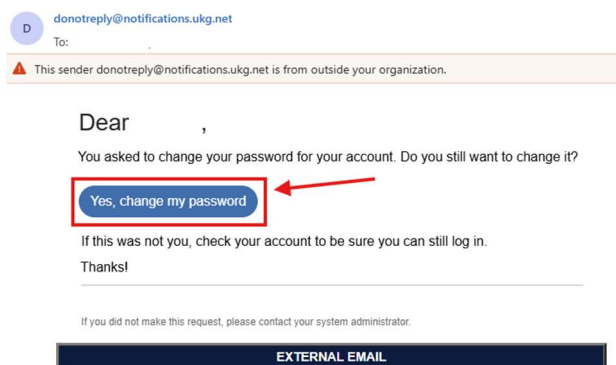 D
donotreply@notifications.ukg.net
To:
This sender donotreply@notifications.ukg.net is from outside your organization.
Dear ,
You asked to change your password for your account. Do you still want to change it?
Yes, change my password
If this was not you, check your account to be sure you can still log in.
Thanks!
If you did not make this request, please contact your system administrator.
EXTERNAL EMAIL